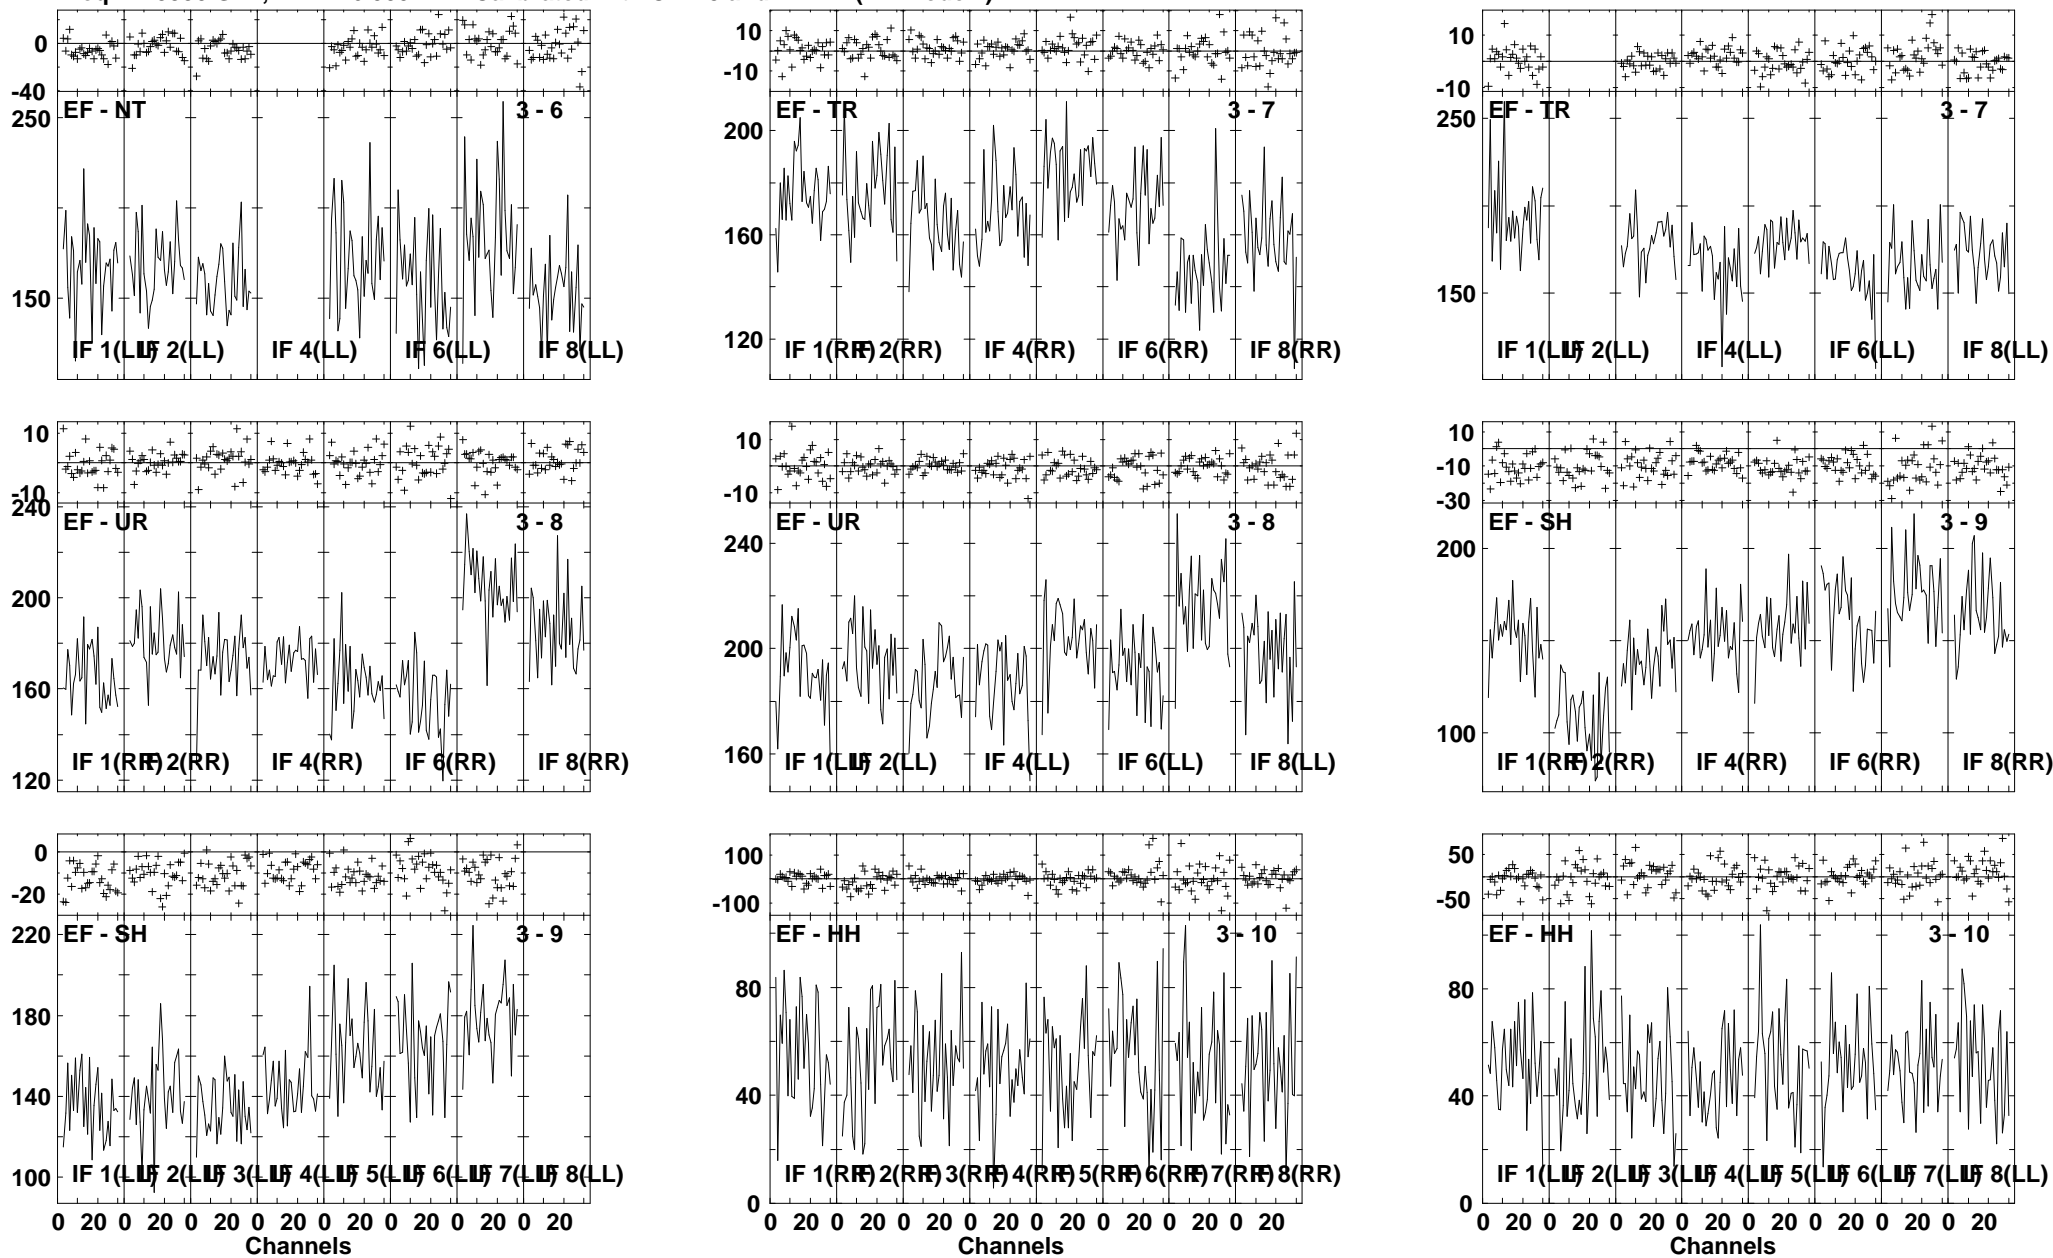 0
-40
250
150
EF - NT
3 - 6
IF 1(LL) IF 2(LL) IF 4(LL) IF 6(LL) IF 8(LL)
10
-10
200
160
120
EF - TR
3 - 7
IF 1(RR) IF 2(RR) IF 4(RR) IF 6(RR) IF 8(RR)
10
-10
250
150
EF - TR
3 - 7
IF 1(LL) IF 2(LL) IF 4(LL) IF 6(LL) IF 8(LL)
10
-10
240
200
160
120
EF - UR
3 - 8
IF 1(RR) IF 2(RR) IF 4(RR) IF 6(RR) IF 8(RR)
10
-10
240
200
160
EF - UR
3 - 8
IF 1(LL) IF 2(LL) IF 4(LL) IF 6(LL) IF 8(LL)
10
-10
-30
200
100
EF - SH
3 - 9
IF 1(RR) IF 2(RR) IF 4(RR) IF 6(RR) IF 8(RR)
0
-20
220
180
140
100
EF - SH
3 - 9
IF 1(LL) IF 2(LL) IF 3(LL) IF 4(LL) IF 5(LL) IF 6(LL) IF 7(LL) IF 8(LL)
0 20 0 20 0 20 0 20 0 20 0 20 0 20 0 20
Channels
100
-100
80
40
0
EF - HH
3 - 10
IF 1(RR) IF 2(RR) IF 3(RR) IF 4(RR) IF 5(RR) IF 6(RR) IF 7(RR) IF 8(RR)
0 20 0 20 0 20 0 20 0 20 0 20 0 20 0 20
Channels
50
-50
80
40
0
EF - HH
3 - 10
IF 1(LL) IF 2(LL) IF 3(LL) IF 4(LL) IF 5(LL) IF 6(LL) IF 7(LL) IF 8(LL)
0 20 0 20 0 20 0 20 0 20 0 20 0 20 0 20
Channels